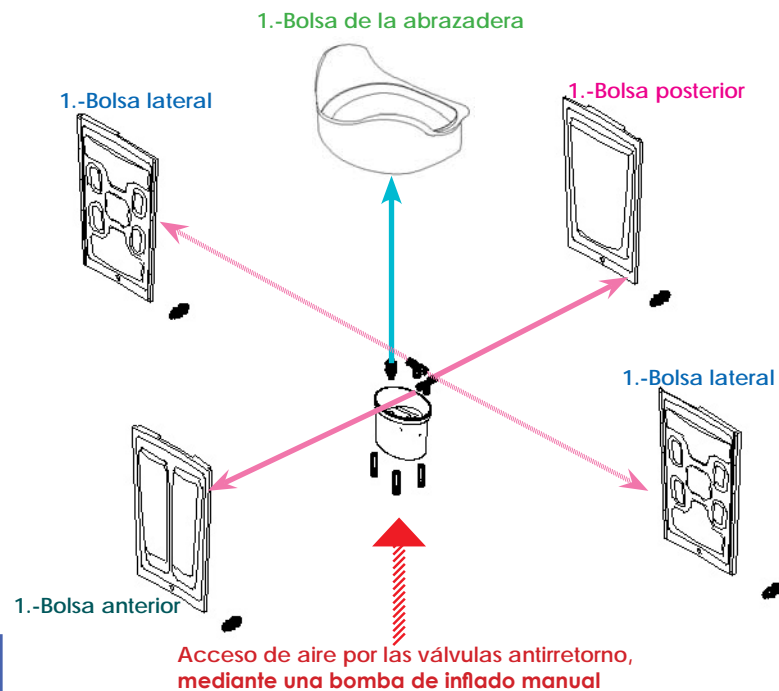 1.-Bolsa de la abrazadera
1.-Bolsa lateral
1.-Bolsa posterior
1.-Bolsa lateral
1.-Bolsa anterior
Acceso de aire por las válvulas antirretorno,
mediante una bomba de inflado manual